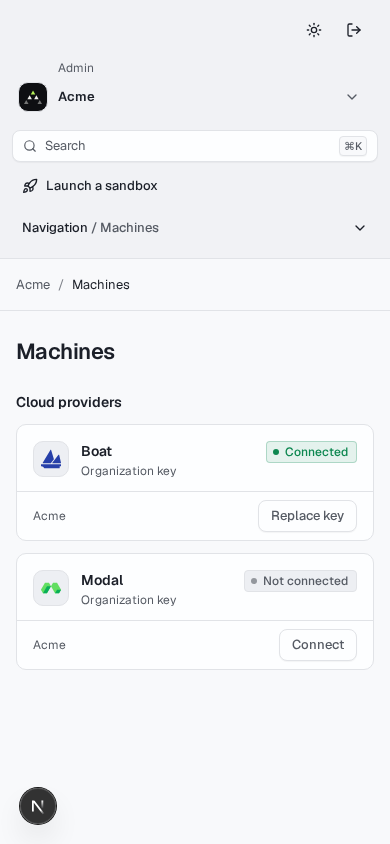 Admin
Acme
Search ⌘K
Launch a sandbox
Navigation / Machines
Acme / Machines
Machines
Cloud providers
Boat Connected
Organization key
Acme Replace key
Modal Not connected
Organization key
Acme Connect
N